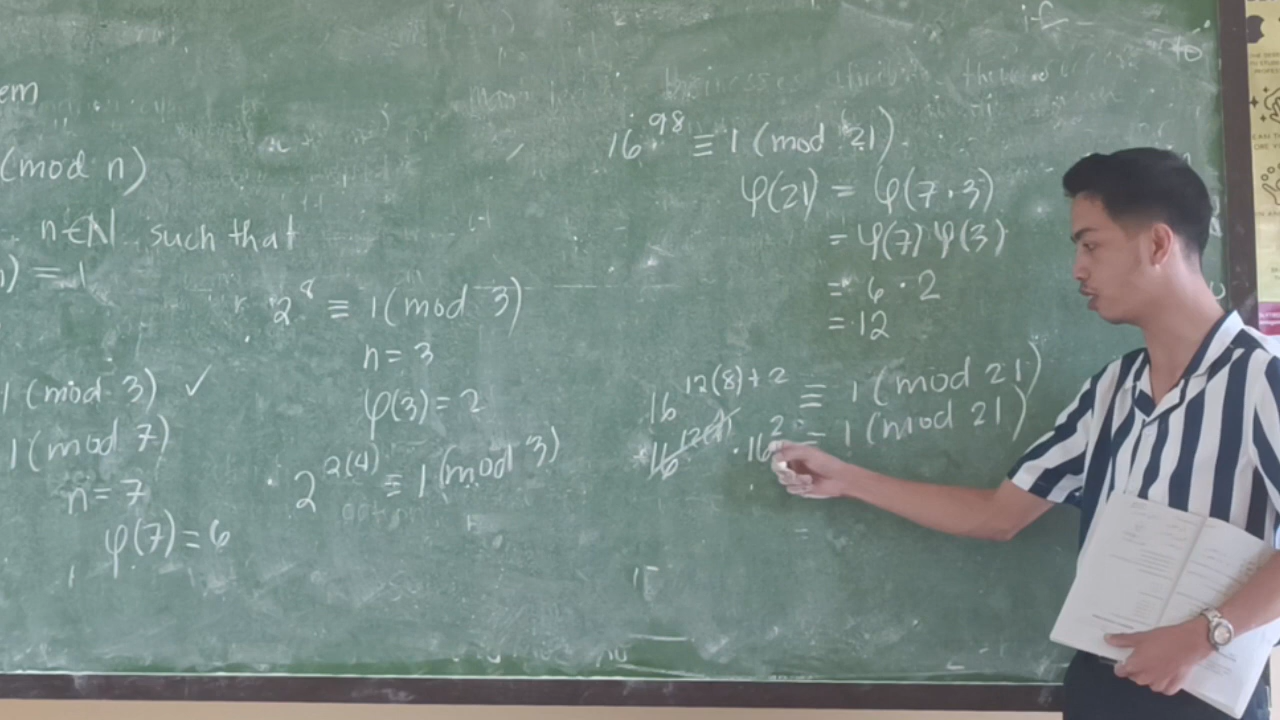 em
(mod n)
n∈N such that
) = 1
1 (mod 3) ✓
1 (mod 7)
n = 7
φ(7) = 6
2^8 ≡ 1 (mod 3)
n = 3
φ(3) = 2
2^{2(4)} ≡ 1 (mod 3)
if
16^{98} ≡ 1 (mod 21)
φ(21) = φ(7·3)
= φ(7) φ(3)
= 6 · 2
= 12
16^{12(8)+2} ≡ 1 (mod 21)
16^{12(8)} · 16^2 ≡ 1 (mod 21)
=